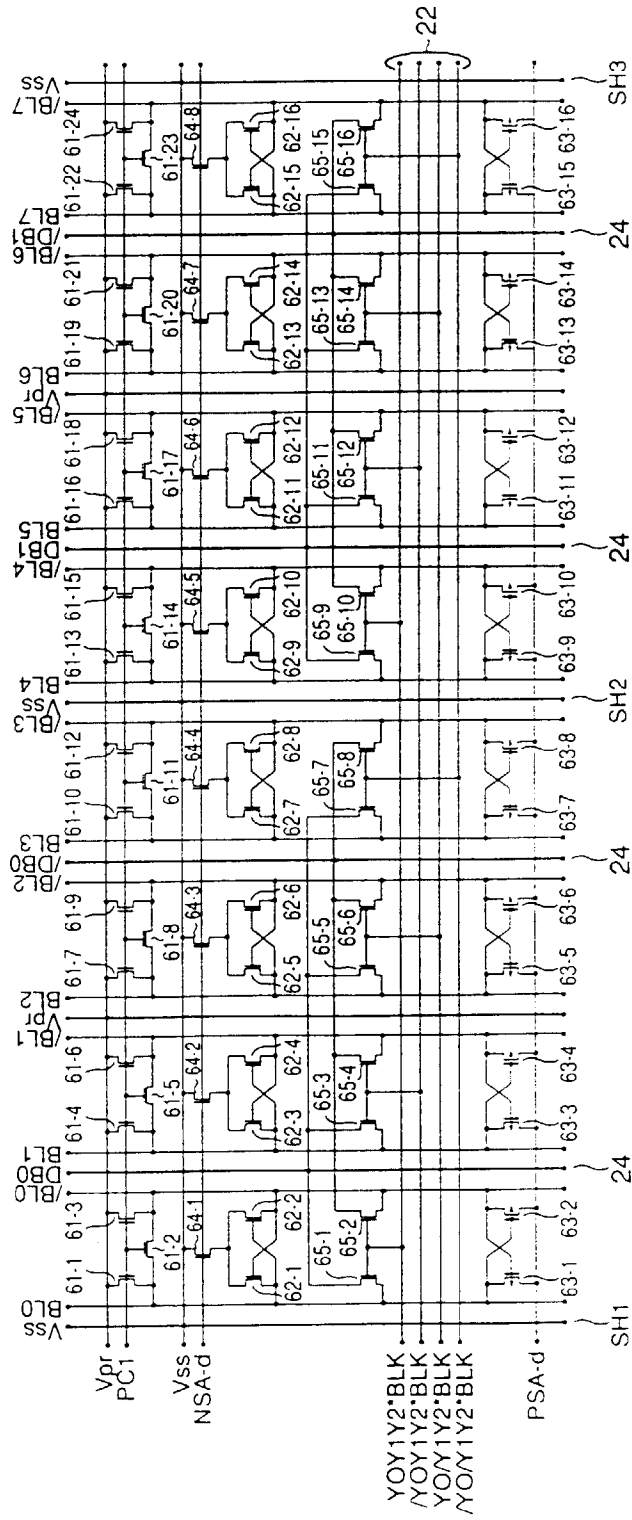 Vss BL0 /BL0 DB0 BL1 /BL1 Vpr BL2 /BL2 /DB0 BL3 /BL3 Vss BL4 /BL4 DB1 BL5 /BL5 Vpr BL6 /BL6 /DB1 BL7 /BL7 Vss
61-1 61-3 61-4 61-6 61-7 61-9 61-10 61-12 61-13 61-15 61-16 61-18 61-19 61-21 61-22 61-24
Vpr
PC1
61-2 61-5 61-8 61-11 61-14 61-17 61-20 61-23
64-1 64-2 64-3 64-4 64-5 64-6 64-7 64-8
Vss
NSA-d
62-1 62-2 62-3 62-4 62-5 62-6 62-7 62-8 62-9 62-10 62-11 62-12 62-13 62-14 62-15 62-16
65-1 65-3 65-5 65-7 65-9 65-11 65-13 65-15
65-2 65-4 65-6 65-8 65-10 65-12 65-14 65-16
YOY1Y2*BLK
/YOY1Y2*BLK
YO/Y1Y2*BLK
/YO/Y1Y2*BLK
22
PSA-d
63-1 63-2 63-3 63-4 63-5 63-6 63-7 63-8 63-9 63-10 63-11 63-12 63-13 63-14 63-15 63-16
SH1 24 24 SH2 24 24 SH3